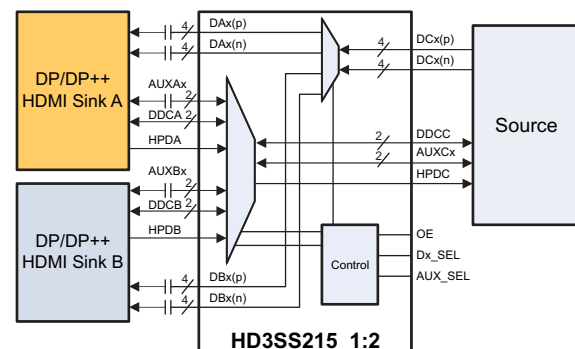 DP/DP++
HDMI Sink A
4
DAx(p)
4
DAx(n)
AUXAx
2
DDCA
2
HPDA
DP/DP++
HDMI Sink B
AUXBx
2
DDCB
2
HPDB
4
DBx(p)
4
DBx(n)
4
DCx(p)
4
DCx(n)
Source
2
DDCC
2
AUXCx
HPDC
Control
OE
Dx_SEL
AUX_SEL
HD3SS215 1:2